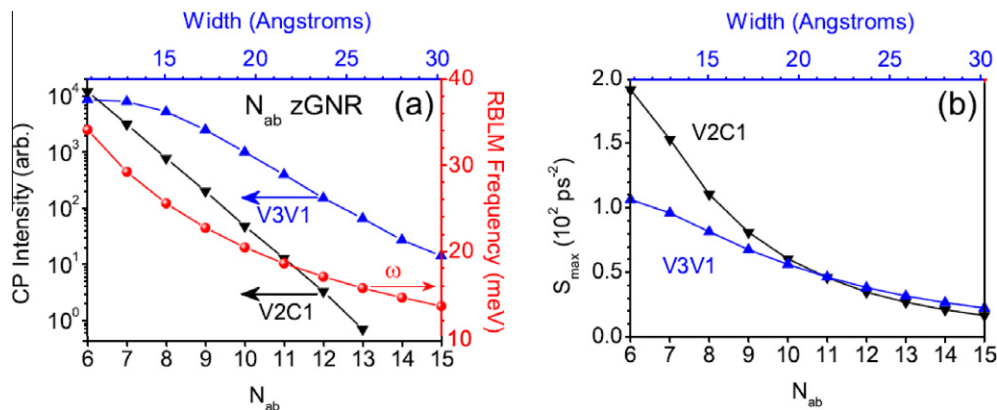 Width (Angstroms)
15 20 25 30
N_ab zGNR (a)
CP Intensity (arb.)
10^4
10^3
10^2
10^1
10^0
V3V1
V2C1
ω
40
30
20
10
RBLM Frequency (meV)
6 7 8 9 10 11 12 13 14 15
N_ab
Width (Angstroms)
15 20 25 30
(b)
S_max (10^2 ps^-2)
2.0
1.5
1.0
0.5
0.0
V2C1
V3V1
6 7 8 9 10 11 12 13 14 15
N_ab